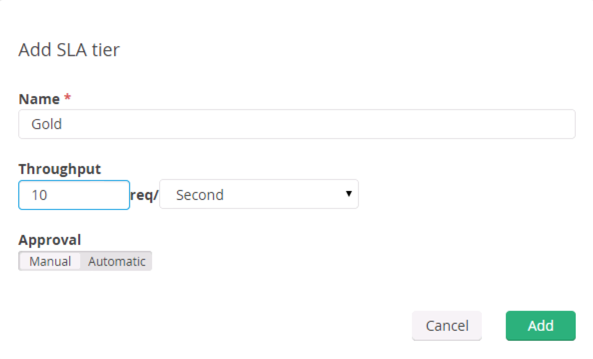 Add SLA tier
Name *
Gold
Throughput
10 req/ Second
Approval
Manual Automatic
Cancel Add